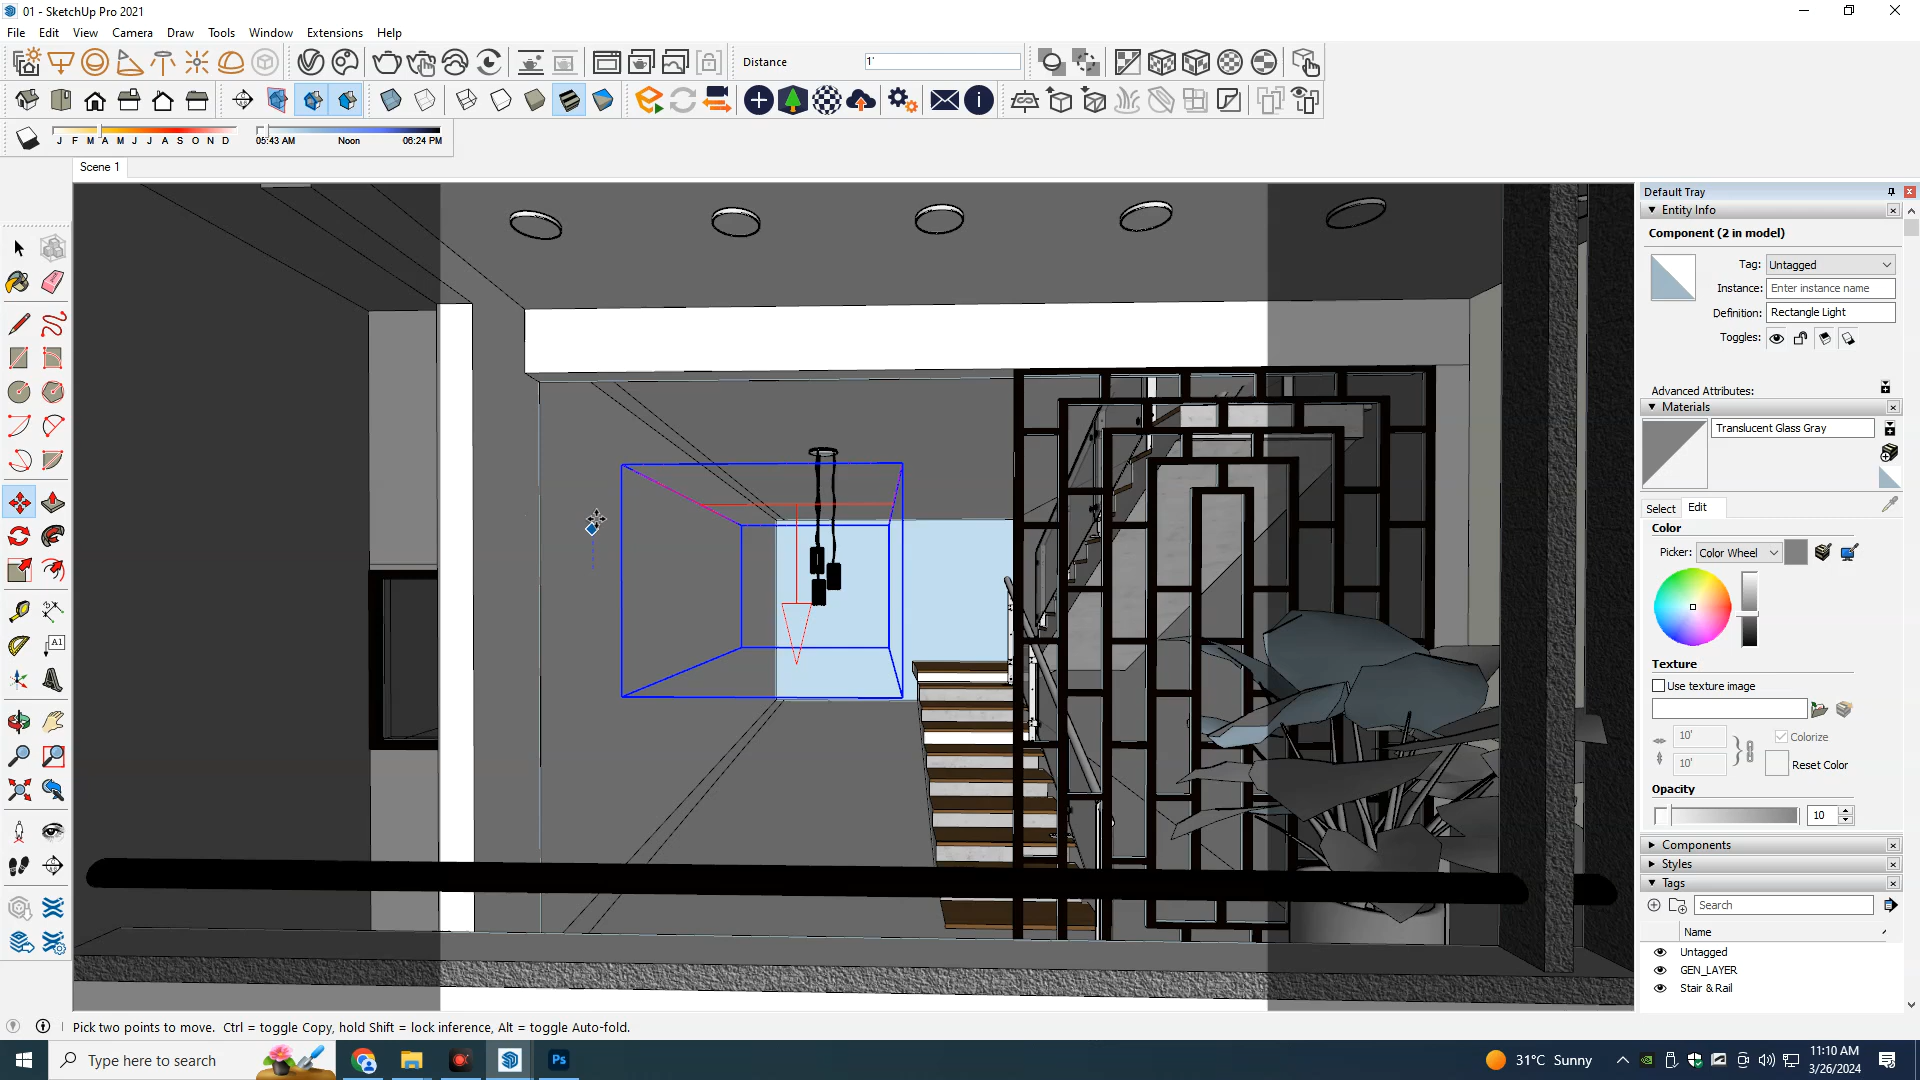 01 - SketchUp Pro 2021
File Edit View Camera Draw Tools Window Extensions Help
Distance 1'
J F M A M J J A S O N D 05:43 AM Noon 06:24 PM
Scene 1
Default Tray
Entity Info
Component (2 in model)
Tag: Untagged
Instance: Enter instance name
Definition: Rectangle Light
Toggles:
Advanced Attributes:
Materials
Translucent Glass Gray
Select Edit
Color
Picker: Color Wheel
Texture
Use texture image
10'
Colorize
10'
Reset Color
Opacity
10
Components
Styles
Tags
Search
Name
Untagged
GEN_LAYER
Stair & Rail
A1
Pick two points to move. Ctrl = toggle Copy, hold Shift = lock inference, Alt = toggle Auto-fold.
Type here to search
Ps
31°C Sunny
11:10 AM
3/26/2024